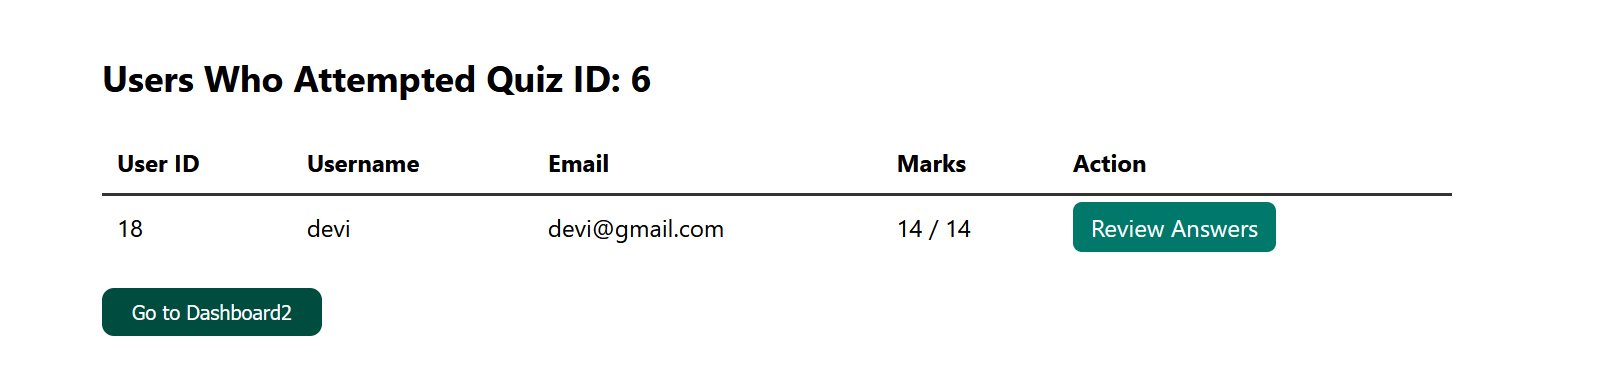 Users Who Attempted Quiz ID: 6
User ID Username Email Marks Action
18 devi devi@gmail.com 14 / 14 Review Answers
Go to Dashboard2